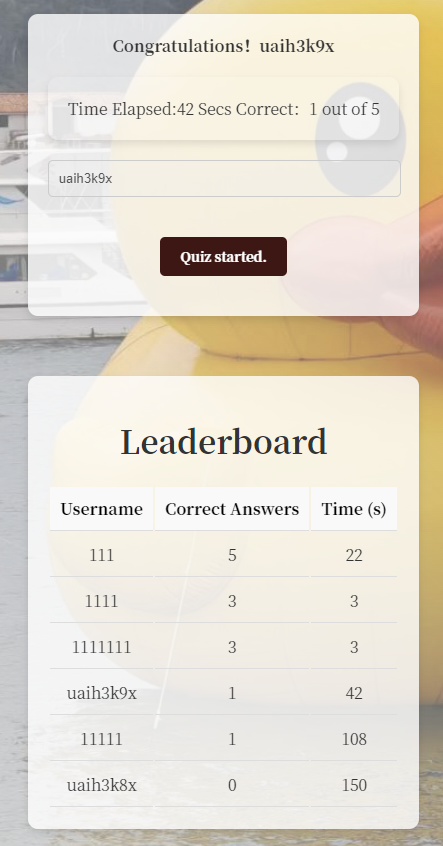 Congratulations！uaih3k9x
Time Elapsed:42 Secs Correct： 1 out of 5
uaih3k9x
Quiz started.
Leaderboard
Username Correct Answers Time (s)
111 5 22
1111 3 3
1111111 3 3
uaih3k9x 1 42
11111 1 108
uaih3k8x 0 150